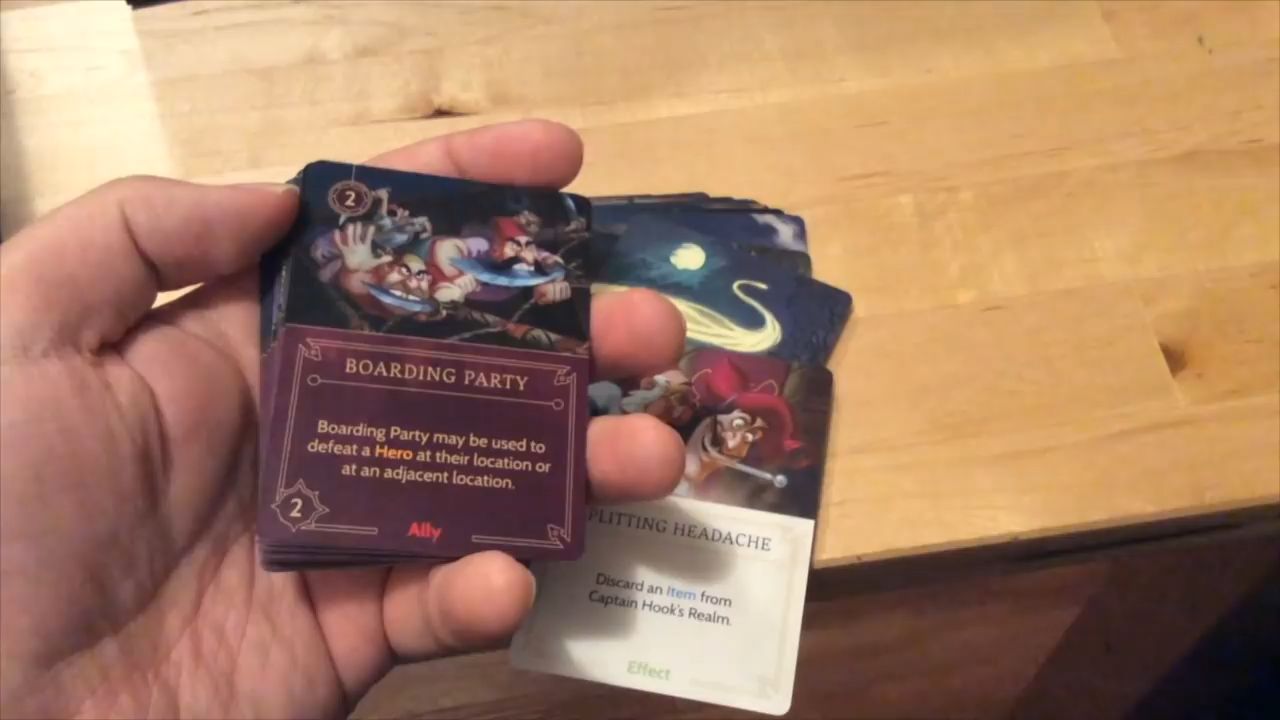 2
BOARDING PARTY
Boarding Party may be used to
defeat a Hero at their location or
at an adjacent location.
2
Ally
PLITTING HEADACHE
Discard an Item from
Captain Hook's Realm.
Effect